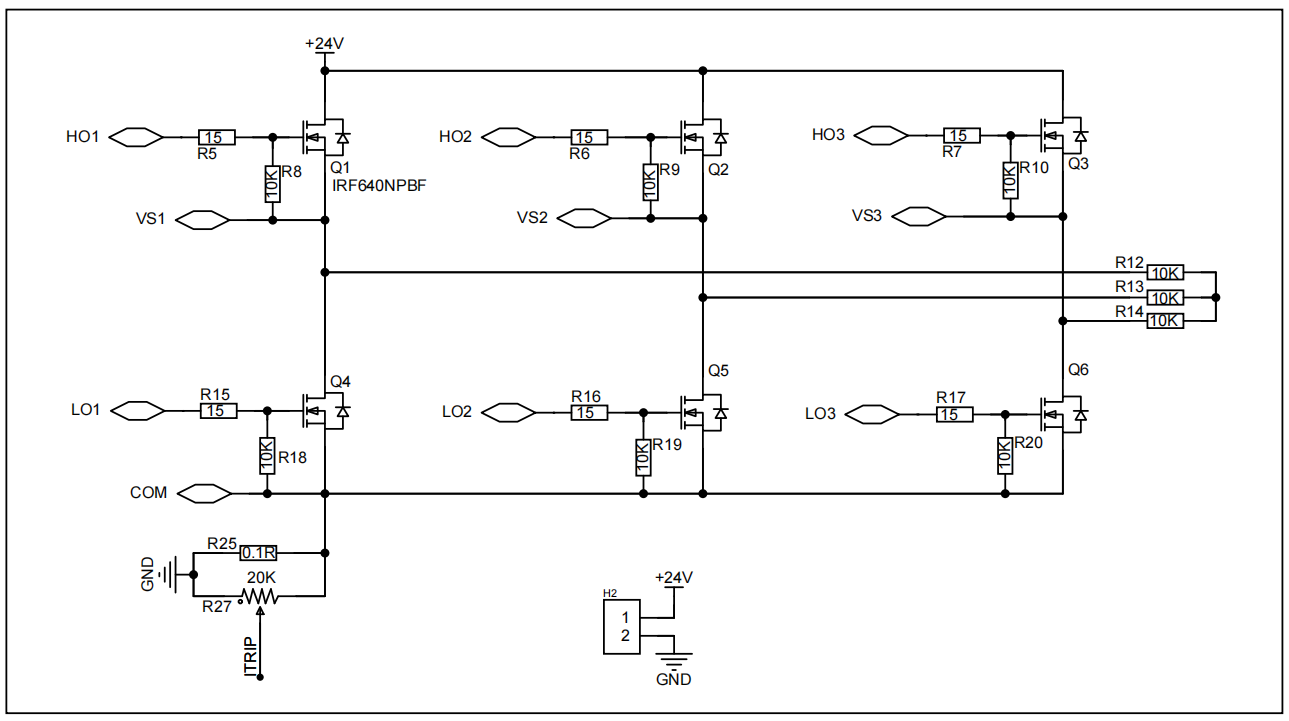 +24V
HO1
15
R5
R8
10K
Q1
IRF640NPBF
VS1
HO2
15
R6
R9
10K
Q2
VS2
HO3
15
R7
R10
10K
Q3
VS3
R12
10K
R13
10K
R14
10K
Q4
LO1
R15
15
10K
R18
COM
Q5
LO2
R16
15
10K
R19
Q6
LO3
R17
15
10K
R20
R25
0.1R
GND
20K
R27
ITRIP
+24V
H2
1
2
GND